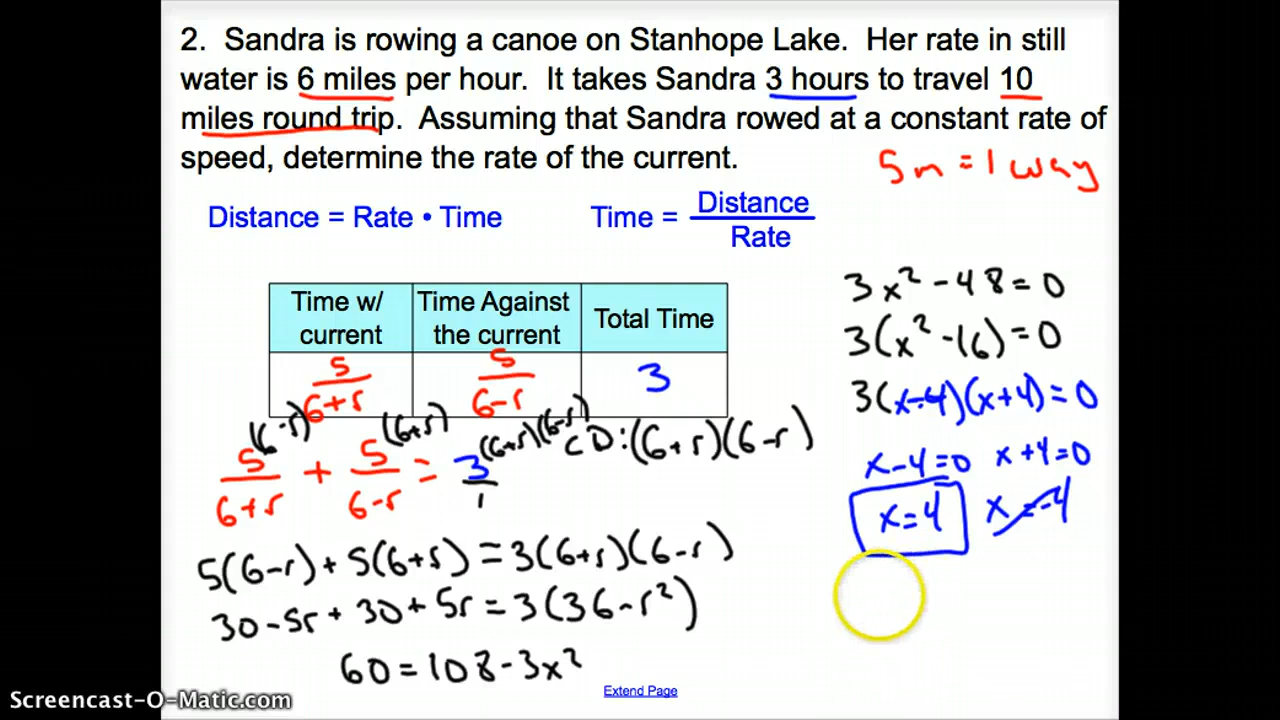 2. Sandra is rowing a canoe on Stanhope Lake. Her rate in still
water is 6 miles per hour. It takes Sandra 3 hours to travel 10
miles round trip. Assuming that Sandra rowed at a constant rate of
speed, determine the rate of the current.
5m = 1 way
Distance = Rate • Time
Time = Distance / Rate
Time w/ current | Time Against the current | Total Time
5/(6+r) | 5/(6-r) | 3
(6-r) (6+r) (6+r)(6-r)
5/(6+r) + 5/(6-r) = 3/1
CD: (6+r)(6-r)
5(6-r) + 5(6+r) = 3(6+r)(6-r)
30-5r + 30 + 5r = 3(36-r²)
60 = 108-3x²
3x² - 48 = 0
3(x² - 16) = 0
3(x-4)(x+4) = 0
x-4=0 x+4=0
x=4 x=-4
Extend Page
Screencast-O-Matic.com